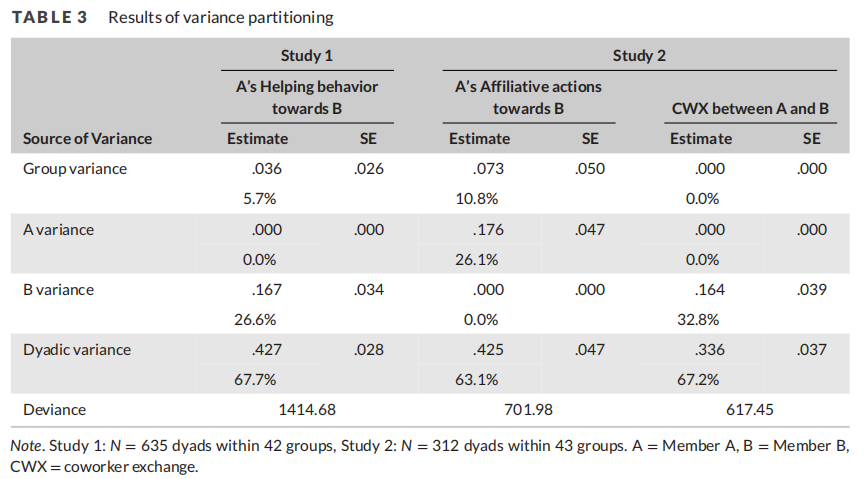 TABLE 3 Results of variance partitioning
Study 1 Study 2
A's Helping behavior towards B A's Affiliative actions towards B CWX between A and B
Source of Variance Estimate SE Estimate SE Estimate SE
Group variance .036 .026 .073 .050 .000 .000
5.7% 10.8% 0.0%
A variance .000 .000 .176 .047 .000 .000
0.0% 26.1% 0.0%
B variance .167 .034 .000 .000 .164 .039
26.6% 0.0% 32.8%
Dyadic variance .427 .028 .425 .047 .336 .037
67.7% 63.1% 67.2%
Deviance 1414.68 701.98 617.45
Note. Study 1: N = 635 dyads within 42 groups, Study 2: N = 312 dyads within 43 groups. A = Member A, B = Member B,
CWX = coworker exchange.